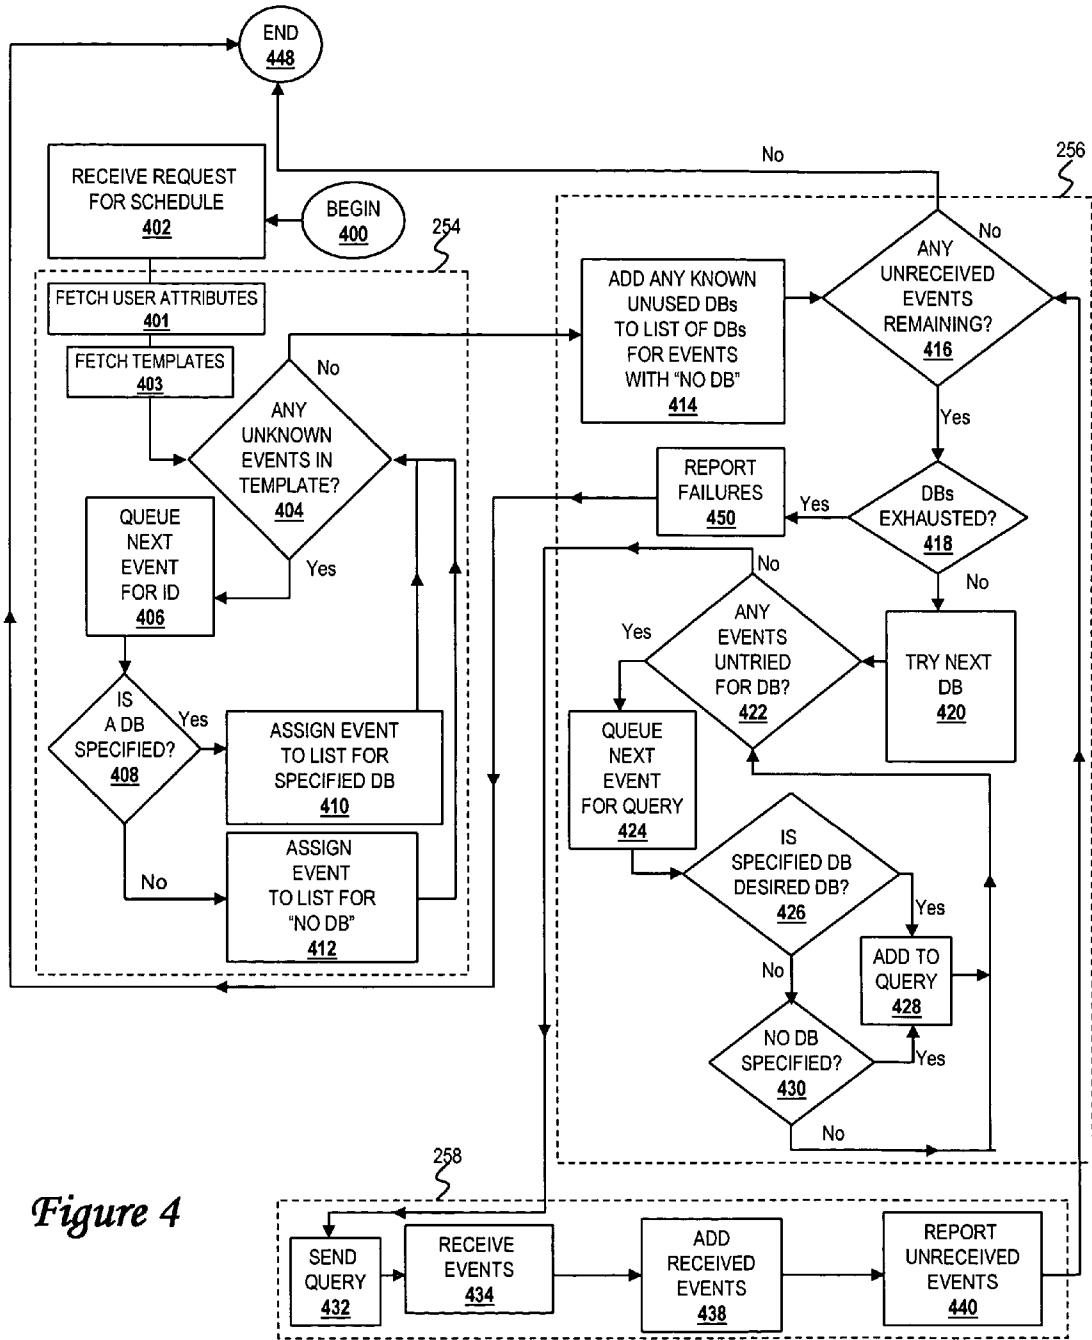 END
448
No
256
RECEIVE REQUEST
FOR SCHEDULE
402
BEGIN
400
254
No
FETCH USER ATTRIBUTES
401
FETCH TEMPLATES
403
No
ANY
UNKNOWN
EVENTS IN
TEMPLATE?
404
Yes
QUEUE
NEXT
EVENT
FOR ID
406
IS
A DB
SPECIFIED?
408
Yes
ASSIGN EVENT
TO LIST FOR
SPECIFIED DB
410
No
ASSIGN
EVENT
TO LIST FOR
"NO DB"
412
ADD ANY KNOWN
UNUSED DBs
TO LIST OF DBs
FOR EVENTS
WITH "NO DB"
414
ANY
UNRECEIVED
EVENTS
REMAINING?
416
Yes
DBs
EXHAUSTED?
418
Yes
REPORT
FAILURES
450
No
TRY NEXT
DB
420
No
ANY
EVENTS
UNTRIED
FOR DB?
422
Yes
QUEUE
NEXT
EVENT
FOR QUERY
424
IS
SPECIFIED DB
DESIRED DB?
426
Yes
ADD TO
QUERY
428
No
NO DB
SPECIFIED?
430
Yes
No
258
SEND
QUERY
432
RECEIVE
EVENTS
434
ADD
RECEIVED
EVENTS
438
REPORT
UNRECEIVED
EVENTS
440
Figure 4